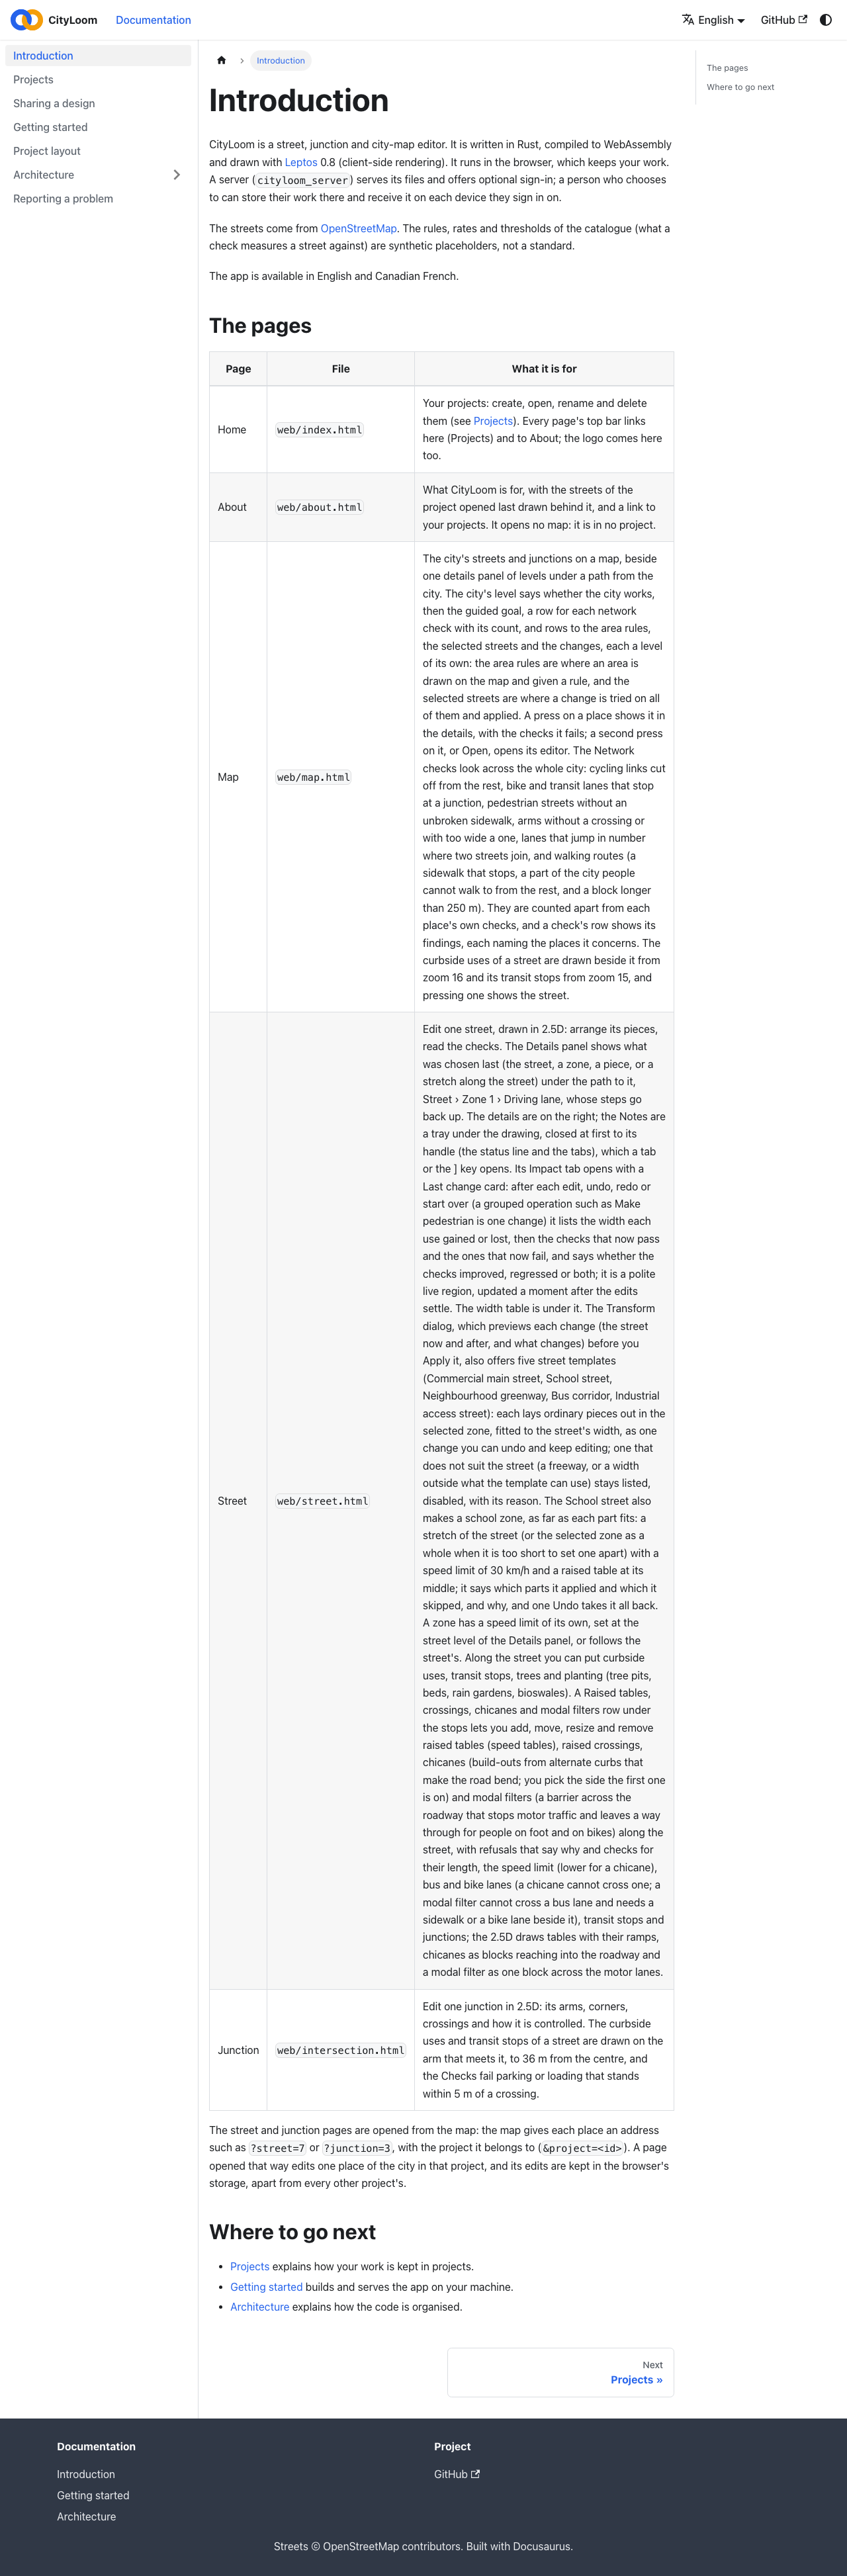 CityLoom
Documentation
English
GitHub
Introduction
Projects
Sharing a design
Getting started
Project layout
Architecture
Reporting a problem
Introduction
The pages
Where to go next
Introduction
CityLoom is a street, junction and city-map editor. It is written in Rust, compiled to WebAssembly
and drawn with Leptos 0.8 (client-side rendering). It runs in the browser, which keeps your work.
A server (cityloom_server) serves its files and offers optional sign-in; a person who chooses
to can store their work there and receive it on each device they sign in on.
The streets come from OpenStreetMap. The rules, rates and thresholds of the catalogue (what a
check measures a street against) are synthetic placeholders, not a standard.
The app is available in English and Canadian French.
The pages
Page File What it is for
Home
web/index.html
Your projects: create, open, rename and delete
them (see Projects). Every page's top bar links
here (Projects) and to About; the logo comes here
too.
About
web/about.html
What CityLoom is for, with the streets of the
project opened last drawn behind it, and a link to
your projects. It opens no map: it is in no project.
Map
web/map.html
The city's streets and junctions on a map, beside
one details panel of levels under a path from the
city. The city's level says whether the city works,
then the guided goal, a row for each network
check with its count, and rows to the area rules,
the selected streets and the changes, each a level
of its own: the area rules are where an area is
drawn on the map and given a rule, and the
selected streets are where a change is tried on all
of them and applied. A press on a place shows it in
the details, with the checks it fails; a second press
on it, or Open, opens its editor. The Network
checks look across the whole city: cycling links cut
off from the rest, bike and transit lanes that stop
at a junction, pedestrian streets without an
unbroken sidewalk, arms without a crossing or
with too wide a one, lanes that jump in number
where two streets join, and walking routes (a
sidewalk that stops, a part of the city people
cannot walk to from the rest, and a block longer
than 250 m). They are counted apart from each
place's own checks, and a check's row shows its
findings, each naming the places it concerns. The
curbside uses of a street are drawn beside it from
zoom 16 and its transit stops from zoom 15, and
pressing one shows the street.
Street
web/street.html
Edit one street, drawn in 2.5D: arrange its pieces,
read the checks. The Details panel shows what
was chosen last (the street, a zone, a piece, or a
stretch along the street) under the path to it,
Street › Zone 1 › Driving lane, whose steps go
back up. The details are on the right; the Notes are
a tray under the drawing, closed at first to its
handle (the status line and the tabs), which a tab
or the ] key opens. Its Impact tab opens with a
Last change card: after each edit, undo, redo or
start over (a grouped operation such as Make
pedestrian is one change) it lists the width each
use gained or lost, then the checks that now pass
and the ones that now fail, and says whether the
checks improved, regressed or both; it is a polite
live region, updated a moment after the edits
settle. The width table is under it. The Transform
dialog, which previews each change (the street
now and after, and what changes) before you
Apply it, also offers five street templates
(Commercial main street, School street,
Neighbourhood greenway, Bus corridor, Industrial
access street): each lays ordinary pieces out in the
selected zone, fitted to the street's width, as one
change you can undo and keep editing; one that
does not suit the street (a freeway, or a width
outside what the template can use) stays listed,
disabled, with its reason. The School street also
makes a school zone, as far as each part fits: a
stretch of the street (or the selected zone as a
whole when it is too short to set one apart) with a
speed limit of 30 km/h and a raised table at its
middle; it says which parts it applied and which it
skipped, and why, and one Undo takes it all back.
A zone has a speed limit of its own, set at the
street level of the Details panel, or follows the
street's. Along the street you can put curbside
uses, transit stops, trees and planting (tree pits,
beds, rain gardens, bioswales). A Raised tables,
crossings, chicanes and modal filters row under
the stops lets you add, move, resize and remove
raised tables (speed tables), raised crossings,
chicanes (build-outs from alternate curbs that
make the road bend; you pick the side the first one
is on) and modal filters (a barrier across the
roadway that stops motor traffic and leaves a way
through for people on foot and on bikes) along the
street, with refusals that say why and checks for
their length, the speed limit (lower for a chicane),
bus and bike lanes (a chicane cannot cross one; a
modal filter cannot cross a bus lane and needs a
sidewalk or a bike lane beside it), transit stops and
junctions; the 2.5D draws tables with their ramps,
chicanes as blocks reaching into the roadway and
a modal filter as one block across the motor lanes.
Junction
web/intersection.html
Edit one junction in 2.5D: its arms, corners,
crossings and how it is controlled. The curbside
uses and transit stops of a street are drawn on the
arm that meets it, to 36 m from the centre, and
the Checks fail parking or loading that stands
within 5 m of a crossing.
The street and junction pages are opened from the map: the map gives each place an address
such as ?street=7 or ?junction=3, with the project it belongs to (&project=<id>). A page
opened that way edits one place of the city in that project, and its edits are kept in the browser's
storage, apart from every other project's.
Where to go next
• Projects explains how your work is kept in projects.
• Getting started builds and serves the app on your machine.
• Architecture explains how the code is organised.
Next
Projects »
Documentation
Introduction
Getting started
Architecture
Project
GitHub
Streets © OpenStreetMap contributors. Built with Docusaurus.